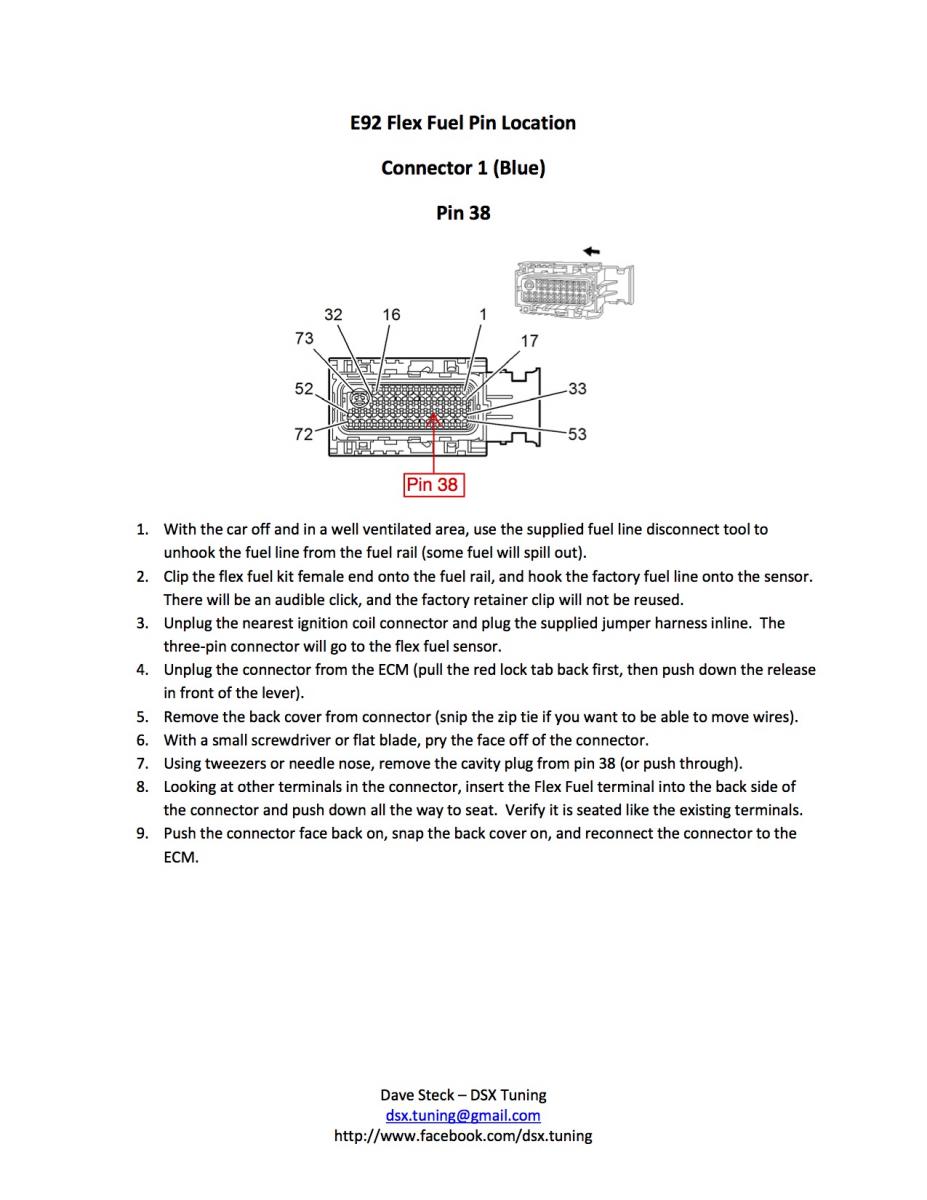 E92 Flex Fuel Pin Location
Connector 1 (Blue)
Pin 38
32 16 1
73 17
52 33
72 53
Pin 38
1. With the car off and in a well ventilated area, use the supplied fuel line disconnect tool to
unhook the fuel line from the fuel rail (some fuel will spill out).
2. Clip the flex fuel kit female end onto the fuel rail, and hook the factory fuel line onto the sensor.
There will be an audible click, and the factory retainer clip will not be reused.
3. Unplug the nearest ignition coil connector and plug the supplied jumper harness inline. The
three-pin connector will go to the flex fuel sensor.
4. Unplug the connector from the ECM (pull the red lock tab back first, then push down the release
in front of the lever).
5. Remove the back cover from connector (snip the zip tie if you want to be able to move wires).
6. With a small screwdriver or flat blade, pry the face off of the connector.
7. Using tweezers or needle nose, remove the cavity plug from pin 38 (or push through).
8. Looking at other terminals in the connector, insert the Flex Fuel terminal into the back side of
the connector and push down all the way to seat. Verify it is seated like the existing terminals.
9. Push the connector face back on, snap the back cover on, and reconnect the connector to the
ECM.
Dave Steck – DSX Tuning
dsx.tuning@gmail.com
http://www.facebook.com/dsx.tuning